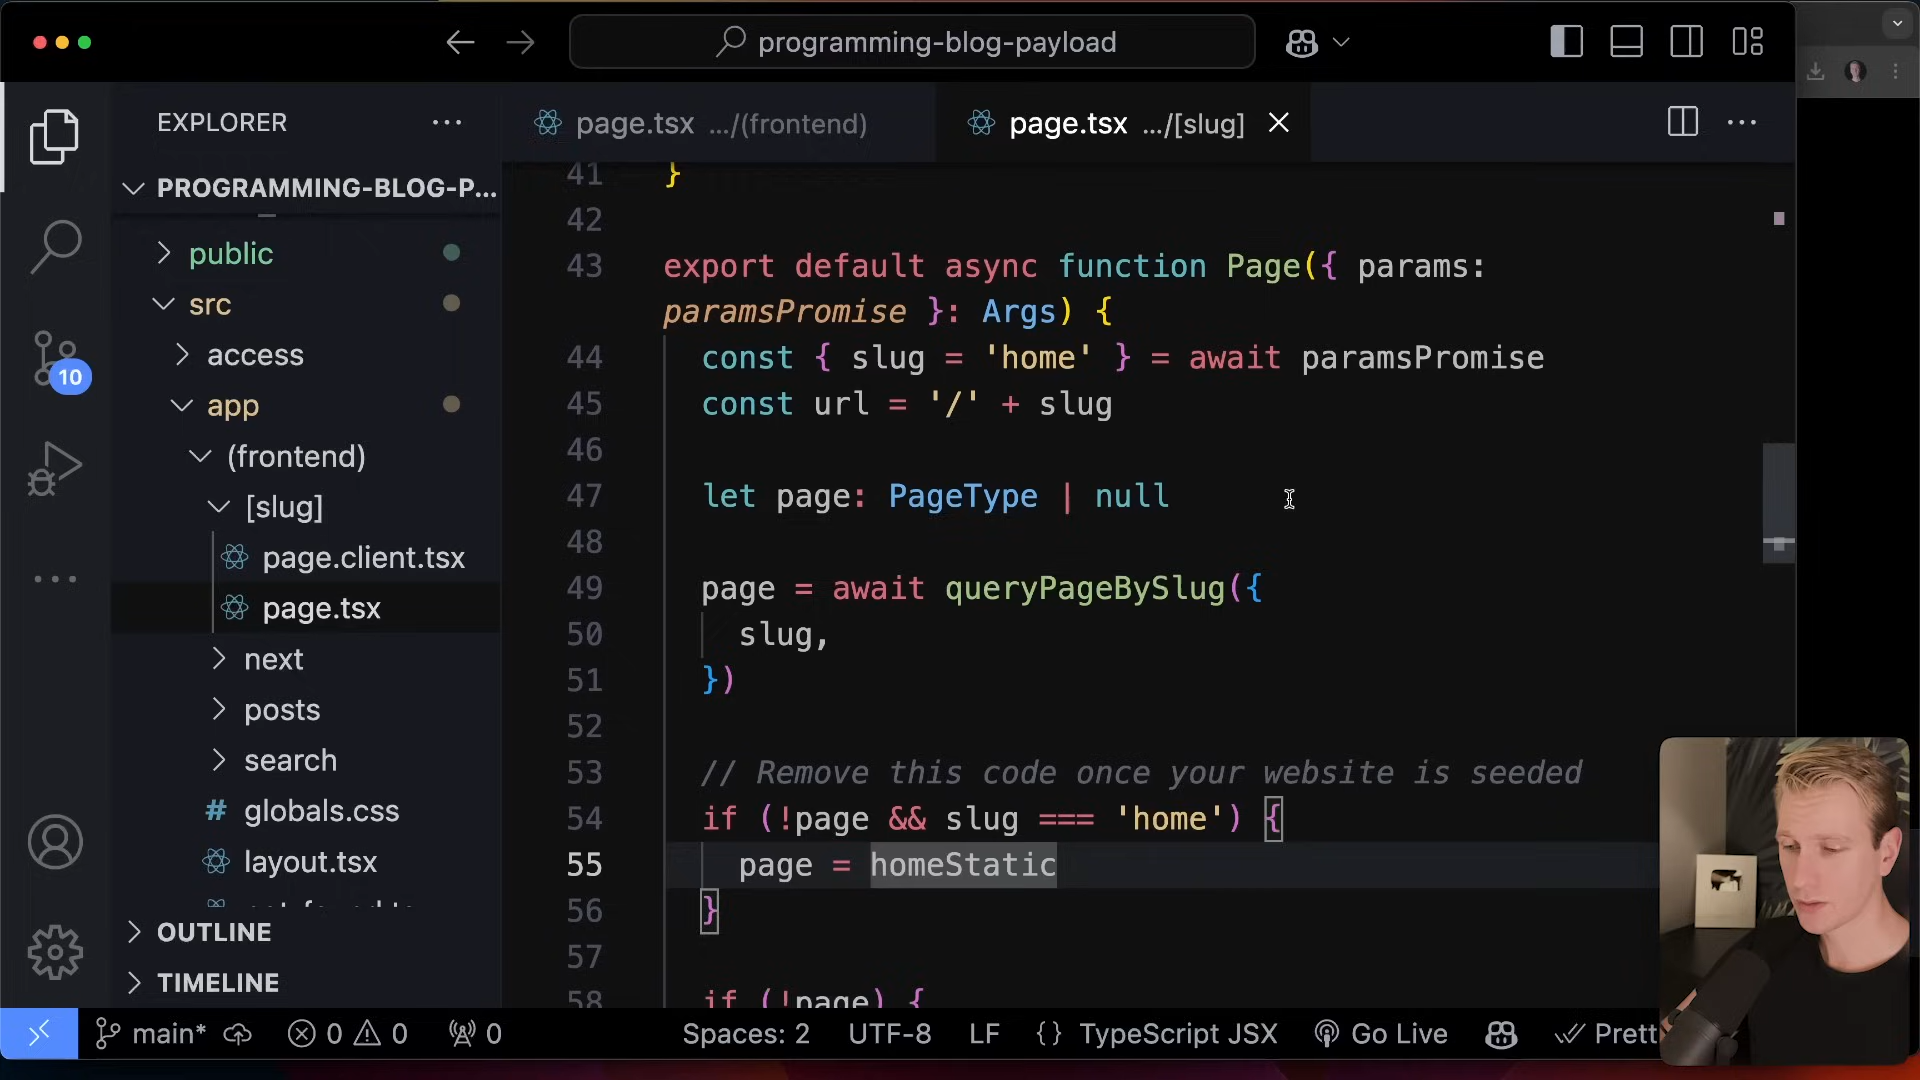 programming-blog-payload
EXPLORER
page.tsx .../(frontend)
page.tsx .../[slug]
PROGRAMMING-BLOG-P...
public
src
access
10
app
(frontend)
[slug]
page.client.tsx
page.tsx
next
posts
search
# globals.css
layout.tsx
OUTLINE
TIMELINE
41 }
42
43 export default async function Page({ params:
paramsPromise }: Args) {
44 const { slug = 'home' } = await paramsPromise
45 const url = '/' + slug
46
47 let page: PageType | null
48
49 page = await queryPageBySlug({
50 slug,
51 })
52
53 // Remove this code once your website is seeded
54 if (!page && slug === 'home') {
55 page = homeStatic
56 }
57
58 if (!page) {
main* 0 0 0 Spaces: 2 UTF-8 LF {} TypeScript JSX Go Live Prett